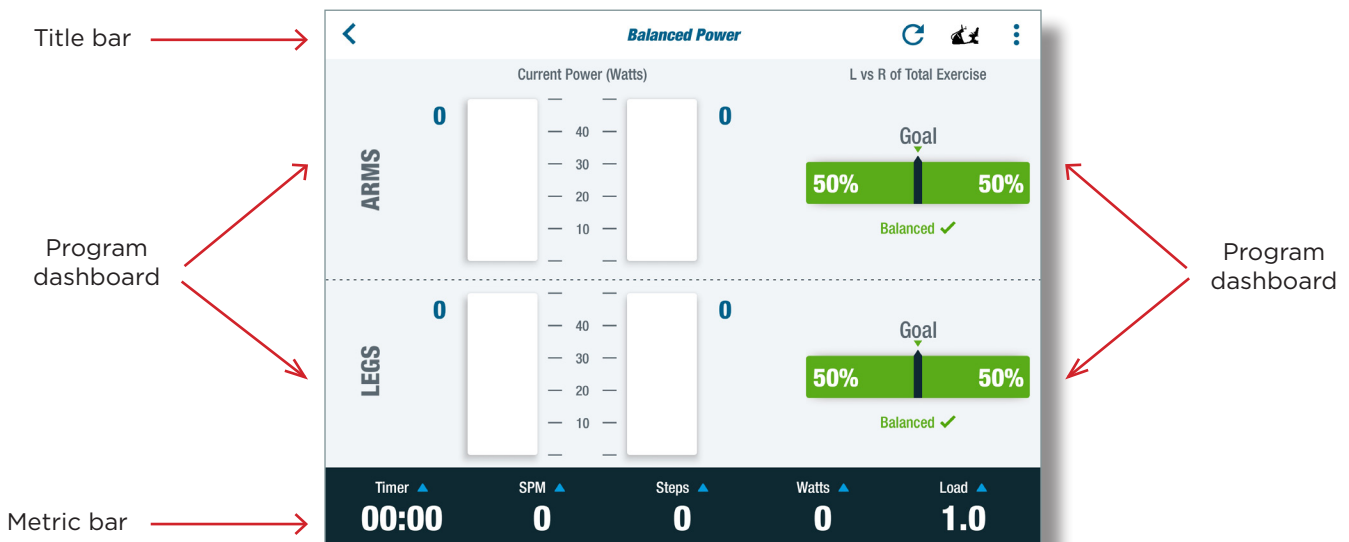 Title bar
Balanced Power
Current Power (Watts)
L vs R of Total Exercise
ARMS
0
40
30
20
10
0
Goal
50% 50%
Balanced
Program
dashboard
Program
dashboard
LEGS
0
40
30
20
10
0
Goal
50% 50%
Balanced
Metric bar
Timer SPM Steps Watts Load
00:00 0 0 0 1.0